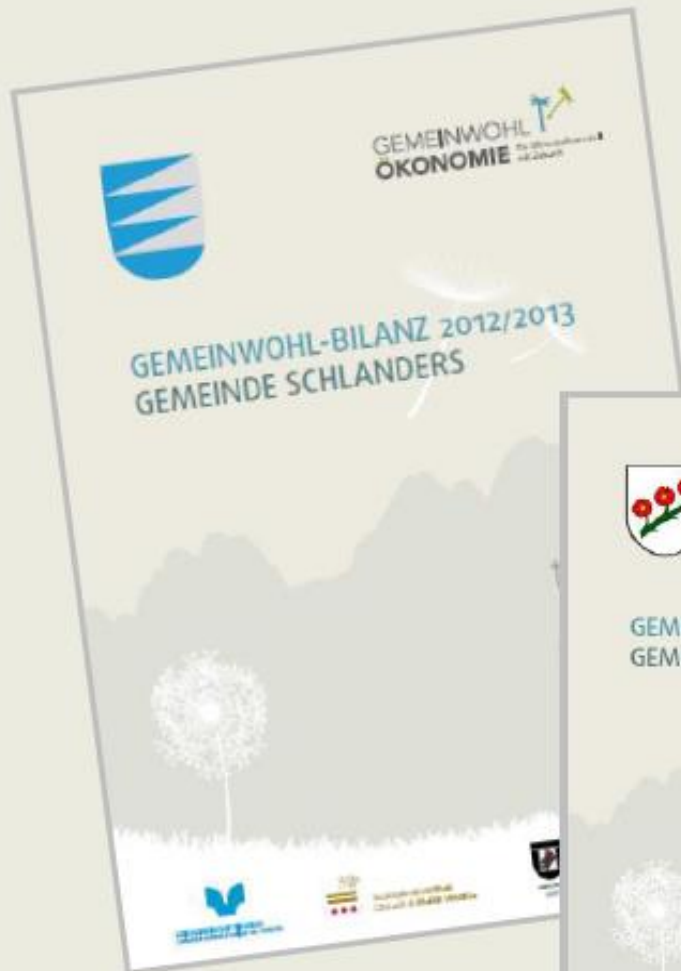 GEMEINWOHL
ÖKONOMIE
GEMEINWOHL-BILANZ 2012/2013
GEMEINDE SCHLANDERS
GEM
GEM